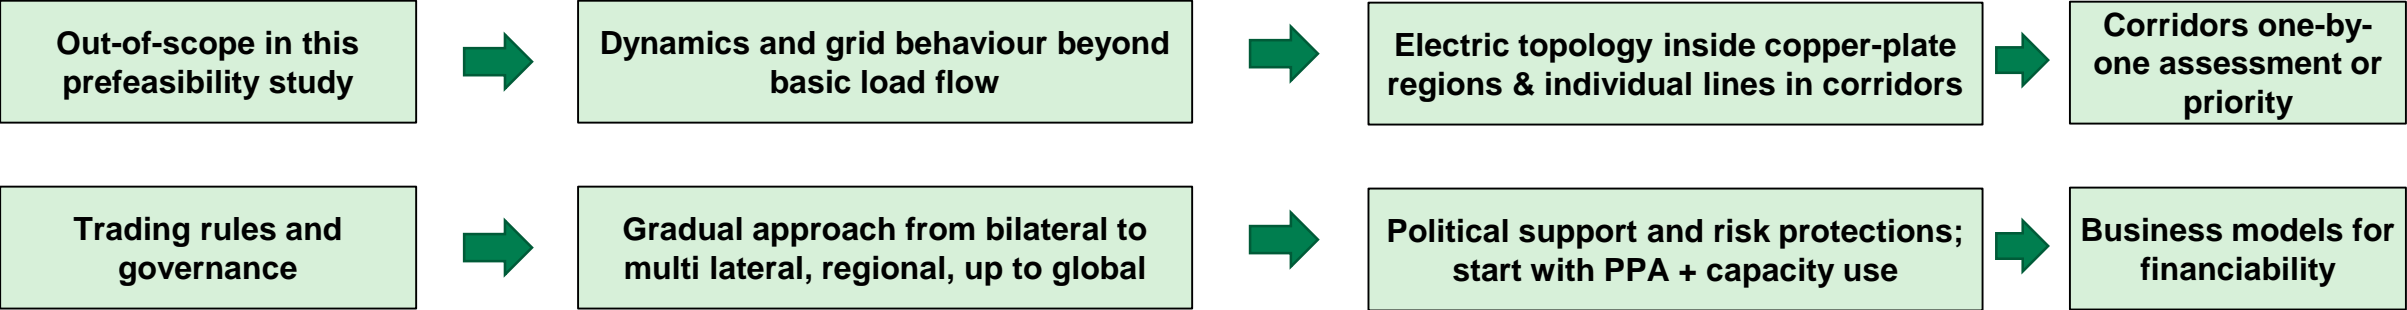 Out-of-scope in this
prefeasibility study
Dynamics and grid behaviour beyond
basic load flow
Electric topology inside copper-plate
regions & individual lines in corridors
Corridors one-by-
one assessment or
priority
Trading rules and
governance
Gradual approach from bilateral to
multi lateral, regional, up to global
Political support and risk protections;
start with PPA + capacity use
Business models for
financiability